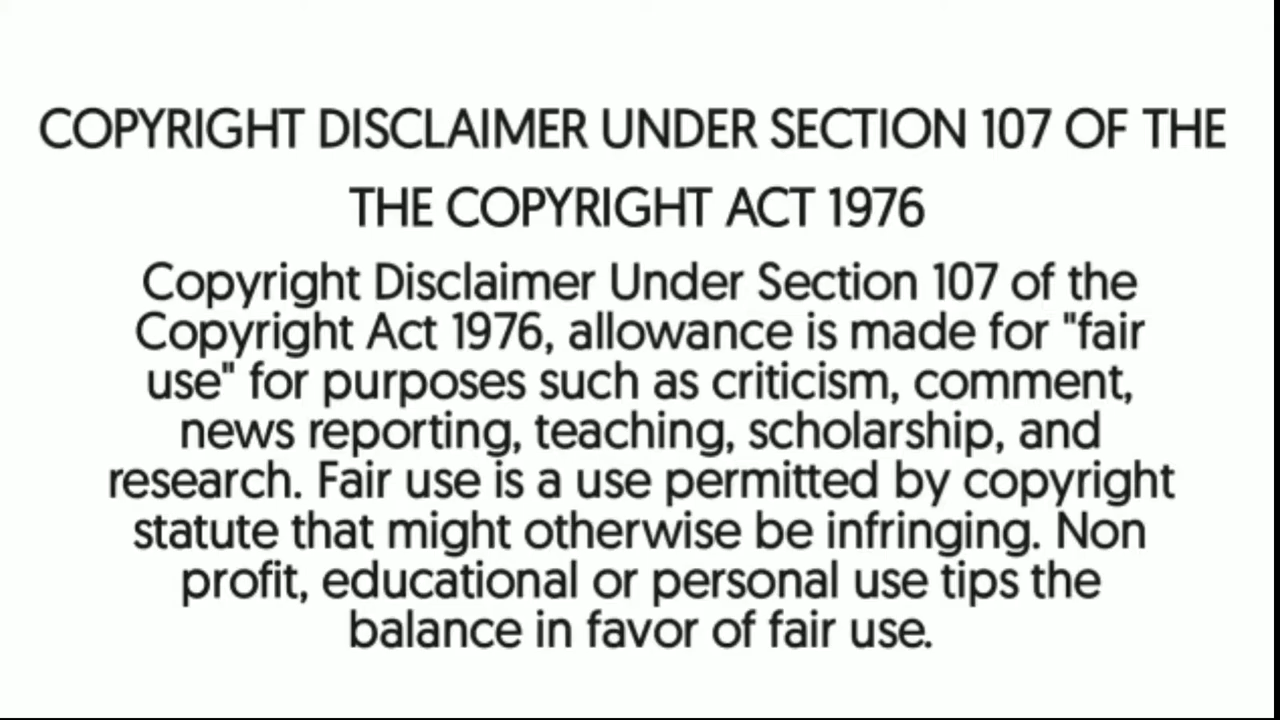 COPYRIGHT DISCLAIMER UNDER SECTION 107 OF THE
THE COPYRIGHT ACT 1976
Copyright Disclaimer Under Section 107 of the
Copyright Act 1976, allowance is made for "fair
use" for purposes such as criticism, comment,
news reporting, teaching, scholarship, and
research. Fair use is a use permitted by copyright
statute that might otherwise be infringing. Non
profit, educational or personal use tips the
balance in favor of fair use.